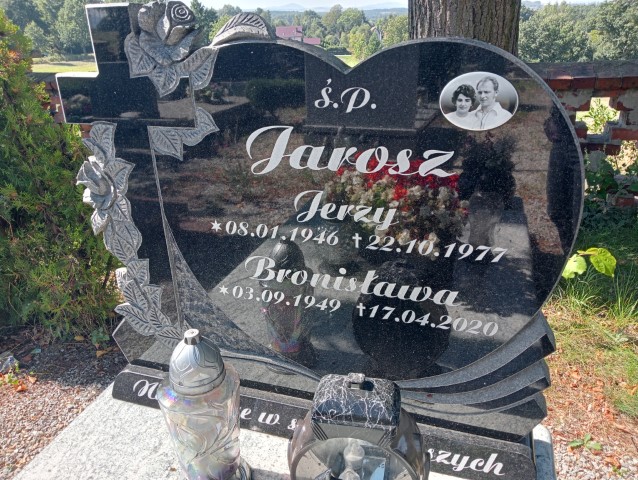 ś.p.
Jarosz
Jerzy
*08.01.1946 †22.10.1977
Bronisława
*03.09.1949 †17.04.2020
w